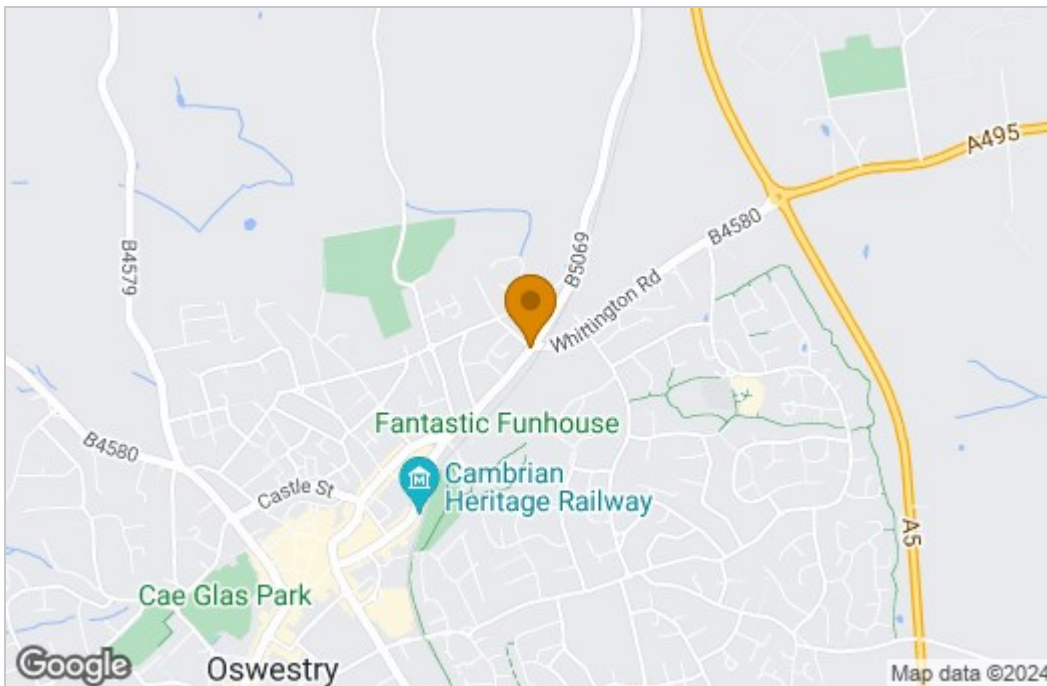 A495
B4580
B5069
B4579
Whittington Rd
Fantastic Funhouse
B4580
Cambrian
Heritage Railway
Castle St
A5
Cae Glas Park
Oswestry
Google
Map data ©2024